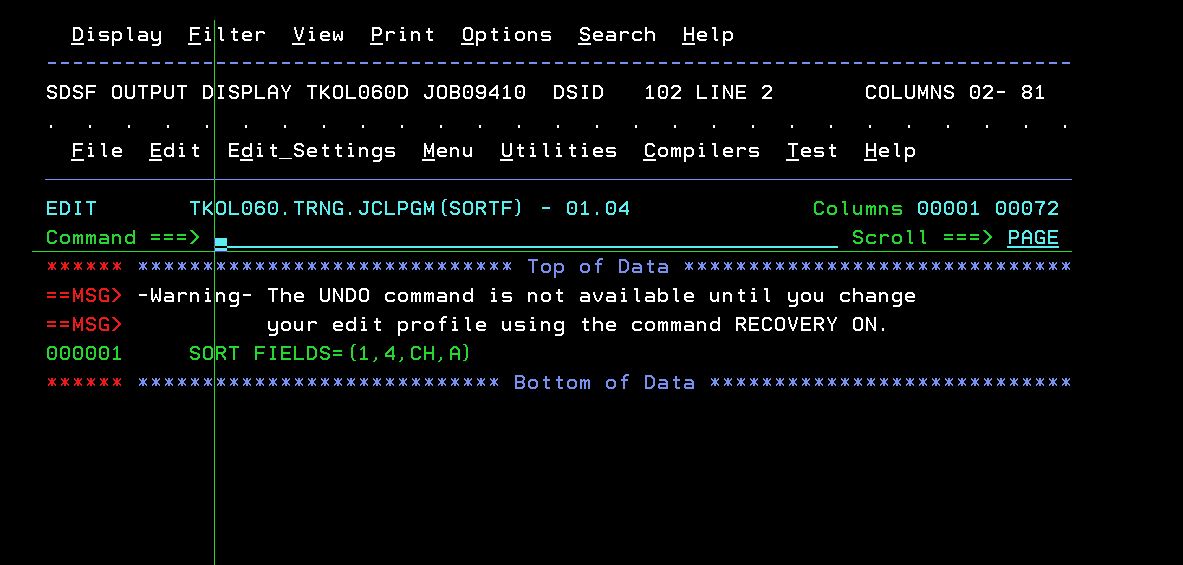 Display Filter View Print Options Search Help
-------------------------------------------------------------------------------
SDSF OUTPUT DISPLAY TKOL060D JOB09410 DSID 102 LINE 2 COLUMNS 02- 81
. . . . . . . . . . . . . . . . . . . . . . . . . . .
File Edit Edit_Settings Menu Utilities Compilers Test Help
EDIT TKOL060.TRNG.JCLPGM(SORTF) - 01.04 Columns 00001 00072
Command ===> Scroll ===> PAGE
****** ***************************** Top of Data ******************************
==MSG> -Warning- The UNDO command is not available until you change
==MSG> your edit profile using the command RECOVERY ON.
000001 SORT FIELDS=(1,4,CH,A)
****** **************************** Bottom of Data ****************************